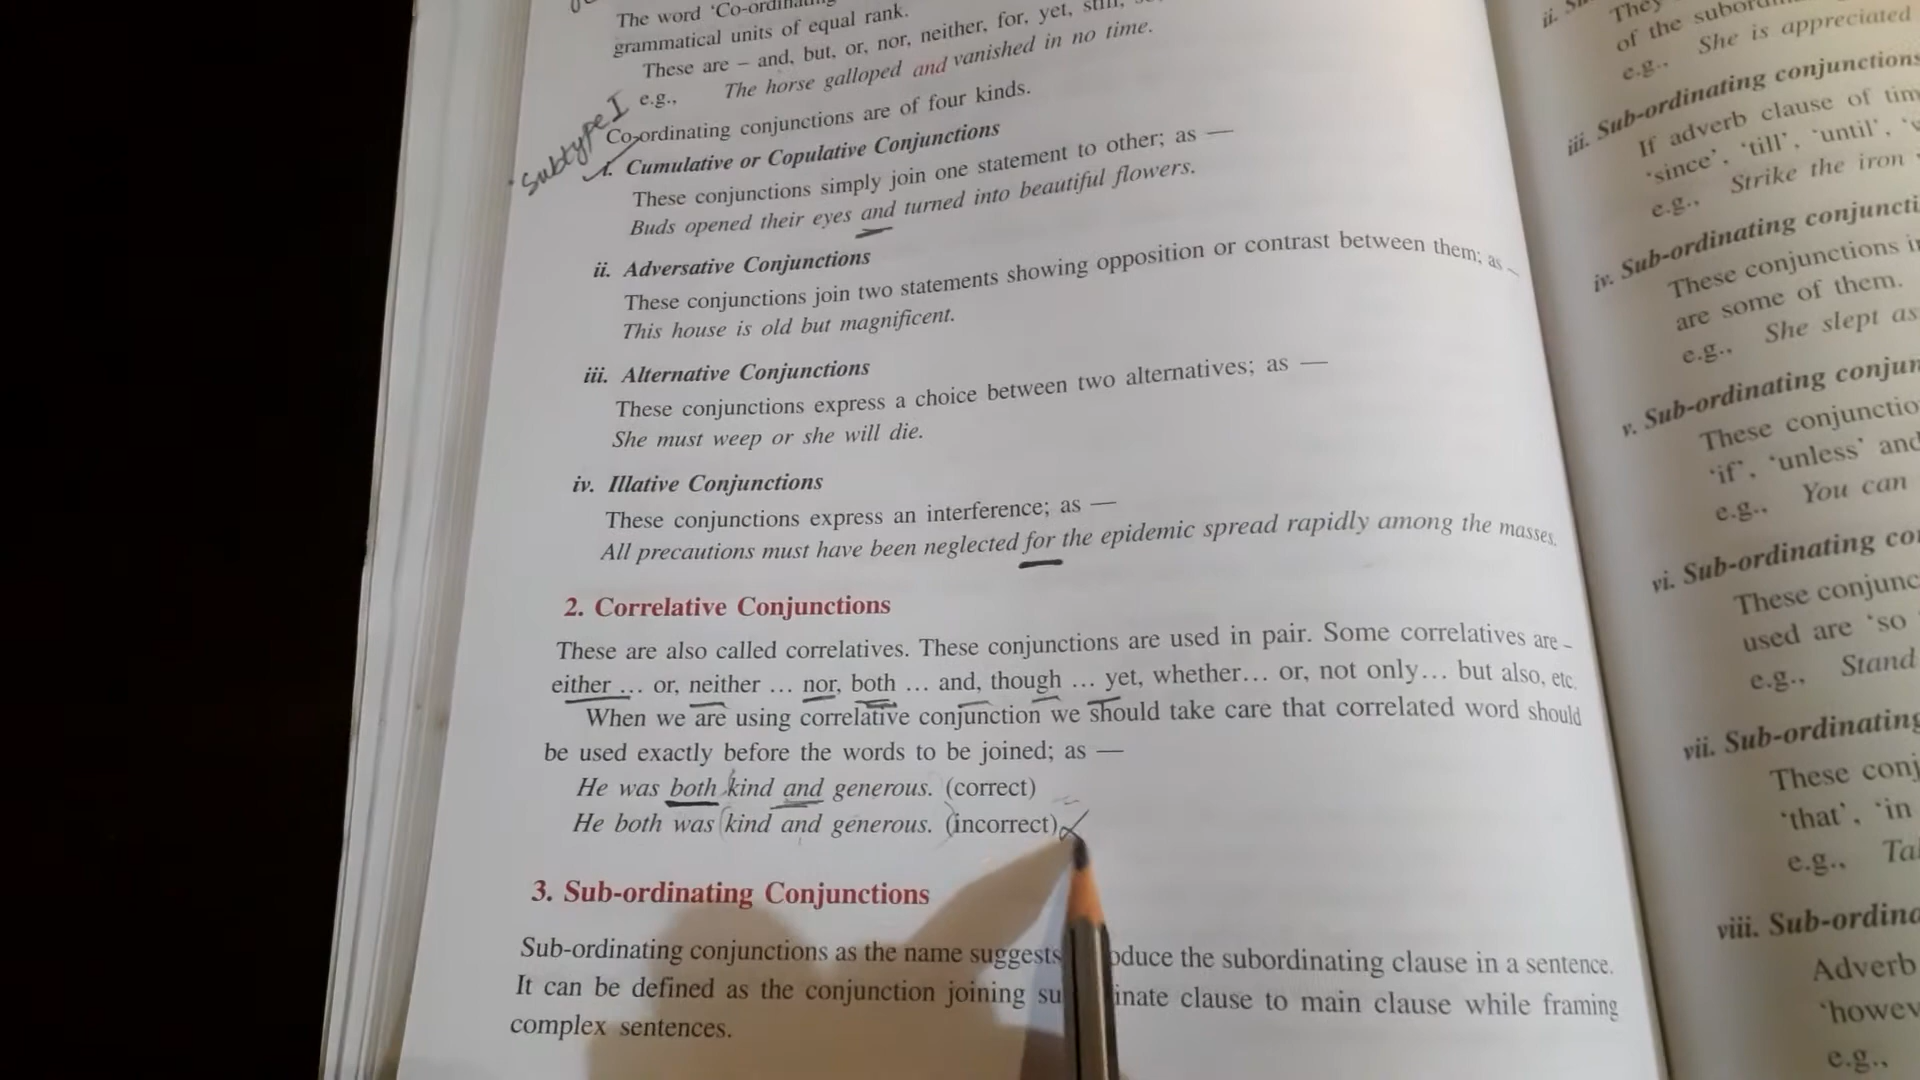 The word 'Co-ordinating
grammatical units of equal rank.
These are – and, but, or, nor, neither, for, yet, still,
e.g., The horse galloped and vanished in no time.
Co-ordinating conjunctions are of four kinds.
Subtype I
i. Cumulative or Copulative Conjunctions
These conjunctions simply join one statement to other; as —
Buds opened their eyes and turned into beautiful flowers.
ii. Adversative Conjunctions
These conjunctions join two statements showing opposition or contrast between them; as –
This house is old but magnificent.
iii. Alternative Conjunctions
These conjunctions express a choice between two alternatives; as —
She must weep or she will die.
iv. Illative Conjunctions
These conjunctions express an interference; as —
All precautions must have been neglected for the epidemic spread rapidly among the masses.
2. Correlative Conjunctions
These are also called correlatives. These conjunctions are used in pair. Some correlatives are –
either ... or, neither ... nor, both ... and, though ... yet, whether... or, not only... but also, etc.
When we are using correlative conjunction we should take care that correlated word should
be used exactly before the words to be joined; as —
He was both kind and generous. (correct)
He both was kind and generous. (incorrect)
3. Sub-ordinating Conjunctions
Sub-ordinating conjunctions as the name suggests oduce the subordinating clause in a sentence.
It can be defined as the conjunction joining su inate clause to main clause while framing
complex sentences.
ii.
They
of the subord
e.g., She is appreciated
iii. Sub-ordinating conjunctions
If adverb clause of tim
'since', 'till', 'until',
e.g., Strike the iron
iv. Sub-ordinating conjuncti
These conjunctions i
are some of them.
e.g., She slept as
v. Sub-ordinating conjun
These conjunctio
'if', 'unless' and
e.g., You can
vi. Sub-ordinating co
These conjunc
used are 'so
e.g., Stand
vii. Sub-ordinating
These conj
'that', 'in
e.g., Ta
viii. Sub-ordina
Adverb
'howev
e.g.,